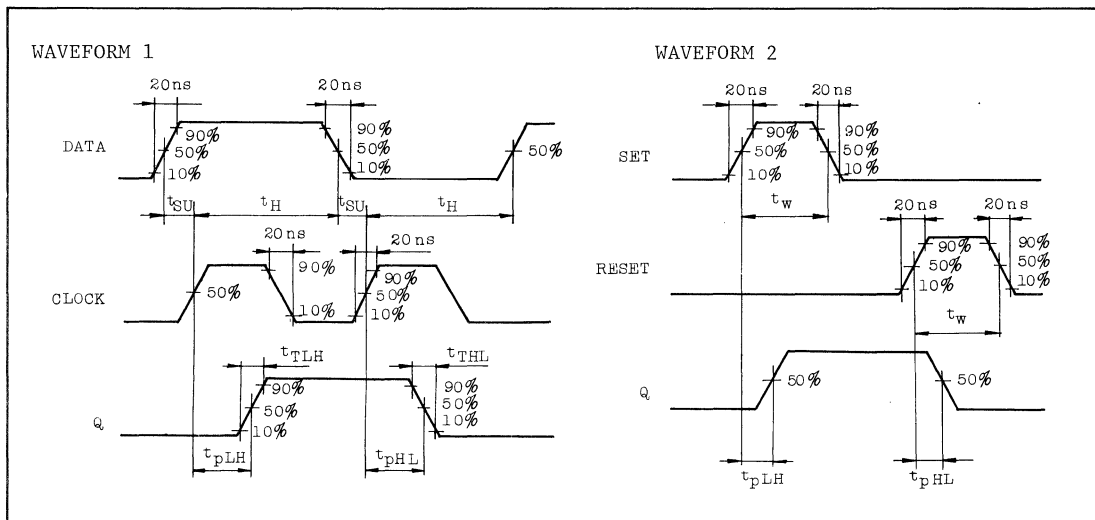 WAVEFORM 1
20ns 20ns
90% 90%
DATA 50% 50% 50%
10% 10%
tSU tH tSU tH
20ns 20ns
90% 90%
CLOCK 50% 50%
10% 10%
tTLH tTHL
90% 90%
50% 50%
Q 10% 10%
tpLH tpHL
WAVEFORM 2
20ns 20ns
90% 90%
SET 50% 50%
10% 10%
tW
20ns 20ns
90% 90%
RESET 50% 50%
10% 10%
tW
Q 50% 50%
tpLH tpHL